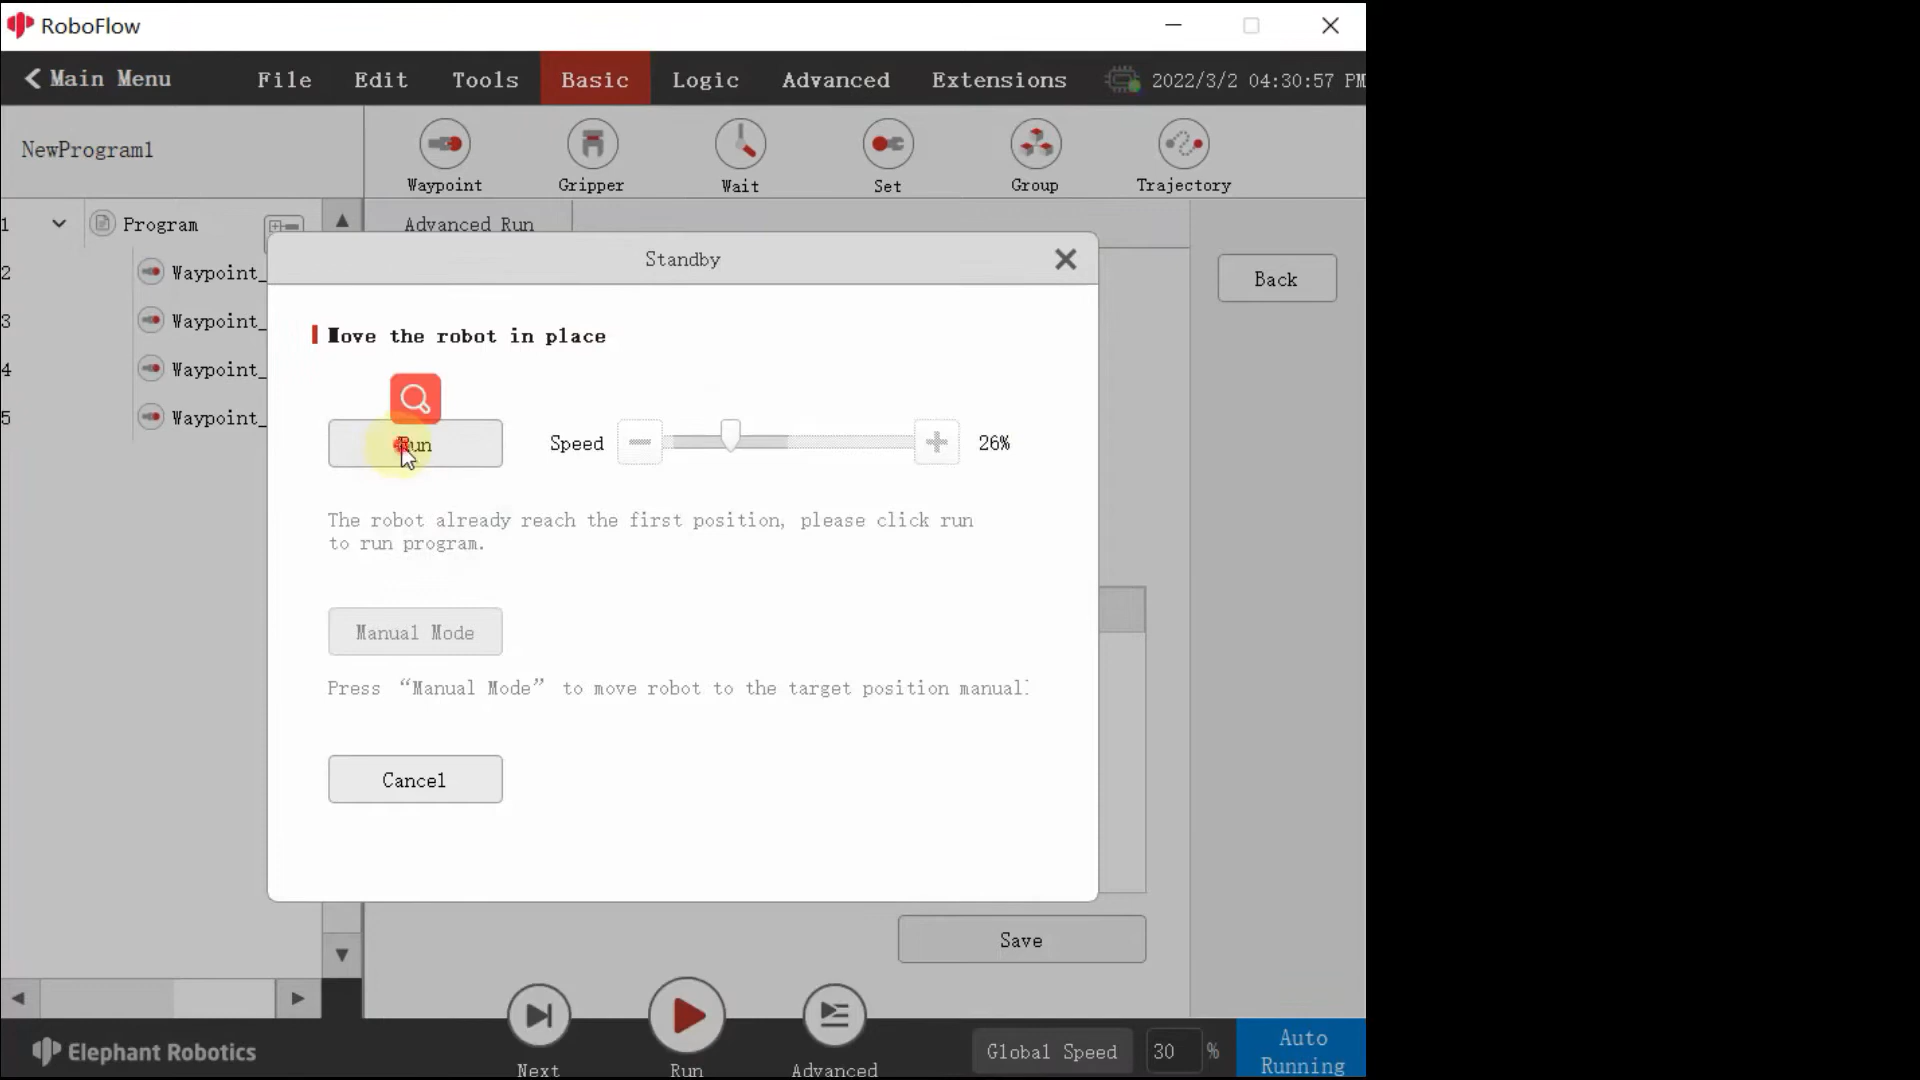 RoboFlow
Main Menu File Edit Tools Basic Logic Advanced Extensions 2022/3/2 04:30:57 PM
NewProgram1
Waypoint Gripper Wait Set Group Trajectory
1 Program
Advanced Run
2 Waypoint_
3 Waypoint_
4 Waypoint_
5 Waypoint_
Standby
Back
Move the robot in place
Run Speed 26%
The robot already reach the first position, please click run
to run program.
Manual Mode
Press “Manual Mode” to move robot to the target position manual
Cancel
Save
Elephant Robotics
Next Run Advanced
Global Speed 30 %
Auto
Running